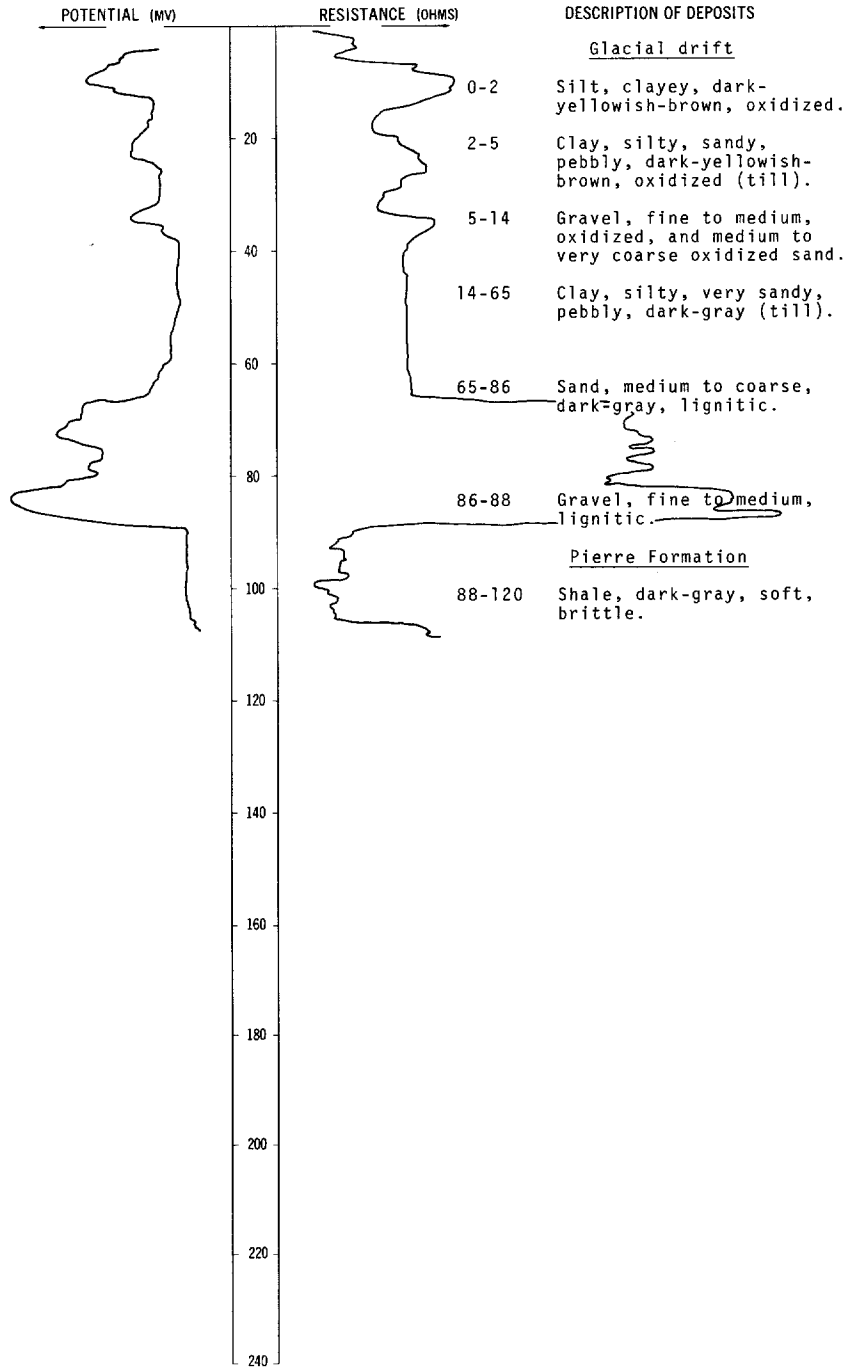 POTENTIAL (MV) RESISTANCE (OHMS) DESCRIPTION OF DEPOSITS
Glacial drift
0-2 Silt, clayey, dark-
yellowish-brown, oxidized.
20 2-5 Clay, silty, sandy,
pebbly, dark-yellowish-
brown, oxidized (till).
5-14 Gravel, fine to medium,
oxidized, and medium to
40 very coarse oxidized sand.
14-65 Clay, silty, very sandy,
pebbly, dark-gray (till).
60
65-86 Sand, medium to coarse,
dark-gray, lignitic.
80
86-88 Gravel, fine to medium,
lignitic.
Pierre Formation
100 88-120 Shale, dark-gray, soft,
brittle.
120
140
160
180
200
220
240